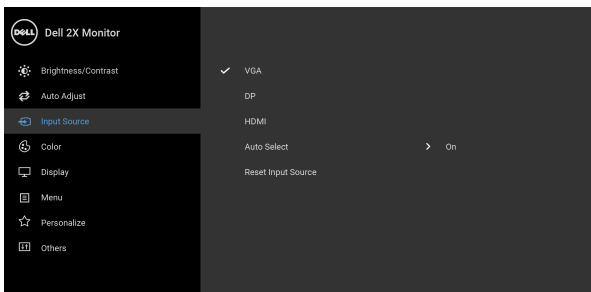 DELL Dell 2X Monitor
Brightness/Contrast
Auto Adjust
Input Source
Color
Display
Menu
Personalize
Others
VGA
DP
HDMI
Auto Select On
Reset Input Source